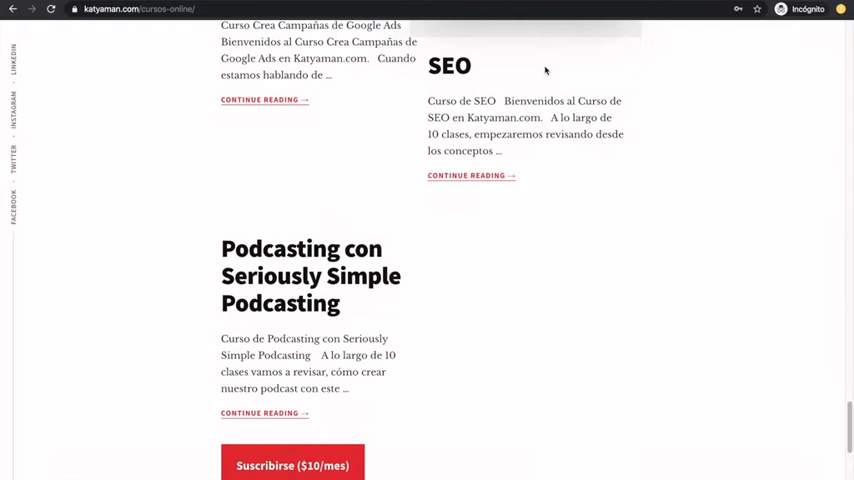 katyaman.com/cursos-online/
Incógnito
LINKEDIN
INSTAGRAM
TWITTER
FACEBOOK
Curso Crea Campañas de Google Ads
Bienvenidos al Curso Crea Campañas de
Google Ads en Katyaman.com. Cuando
estamos hablando de ...
CONTINUE READING →
SEO
Curso de SEO Bienvenidos al Curso de
SEO en Katyaman.com. A lo largo de
10 clases, empezaremos revisando desde
los conceptos ...
CONTINUE READING →
Podcasting con
Seriously Simple
Podcasting
Curso de Podcasting con Seriously
Simple Podcasting A lo largo de 10
clases vamos a revisar, cómo crear
nuestro podcast con este ...
CONTINUE READING →
Suscribirse ($10/mes)